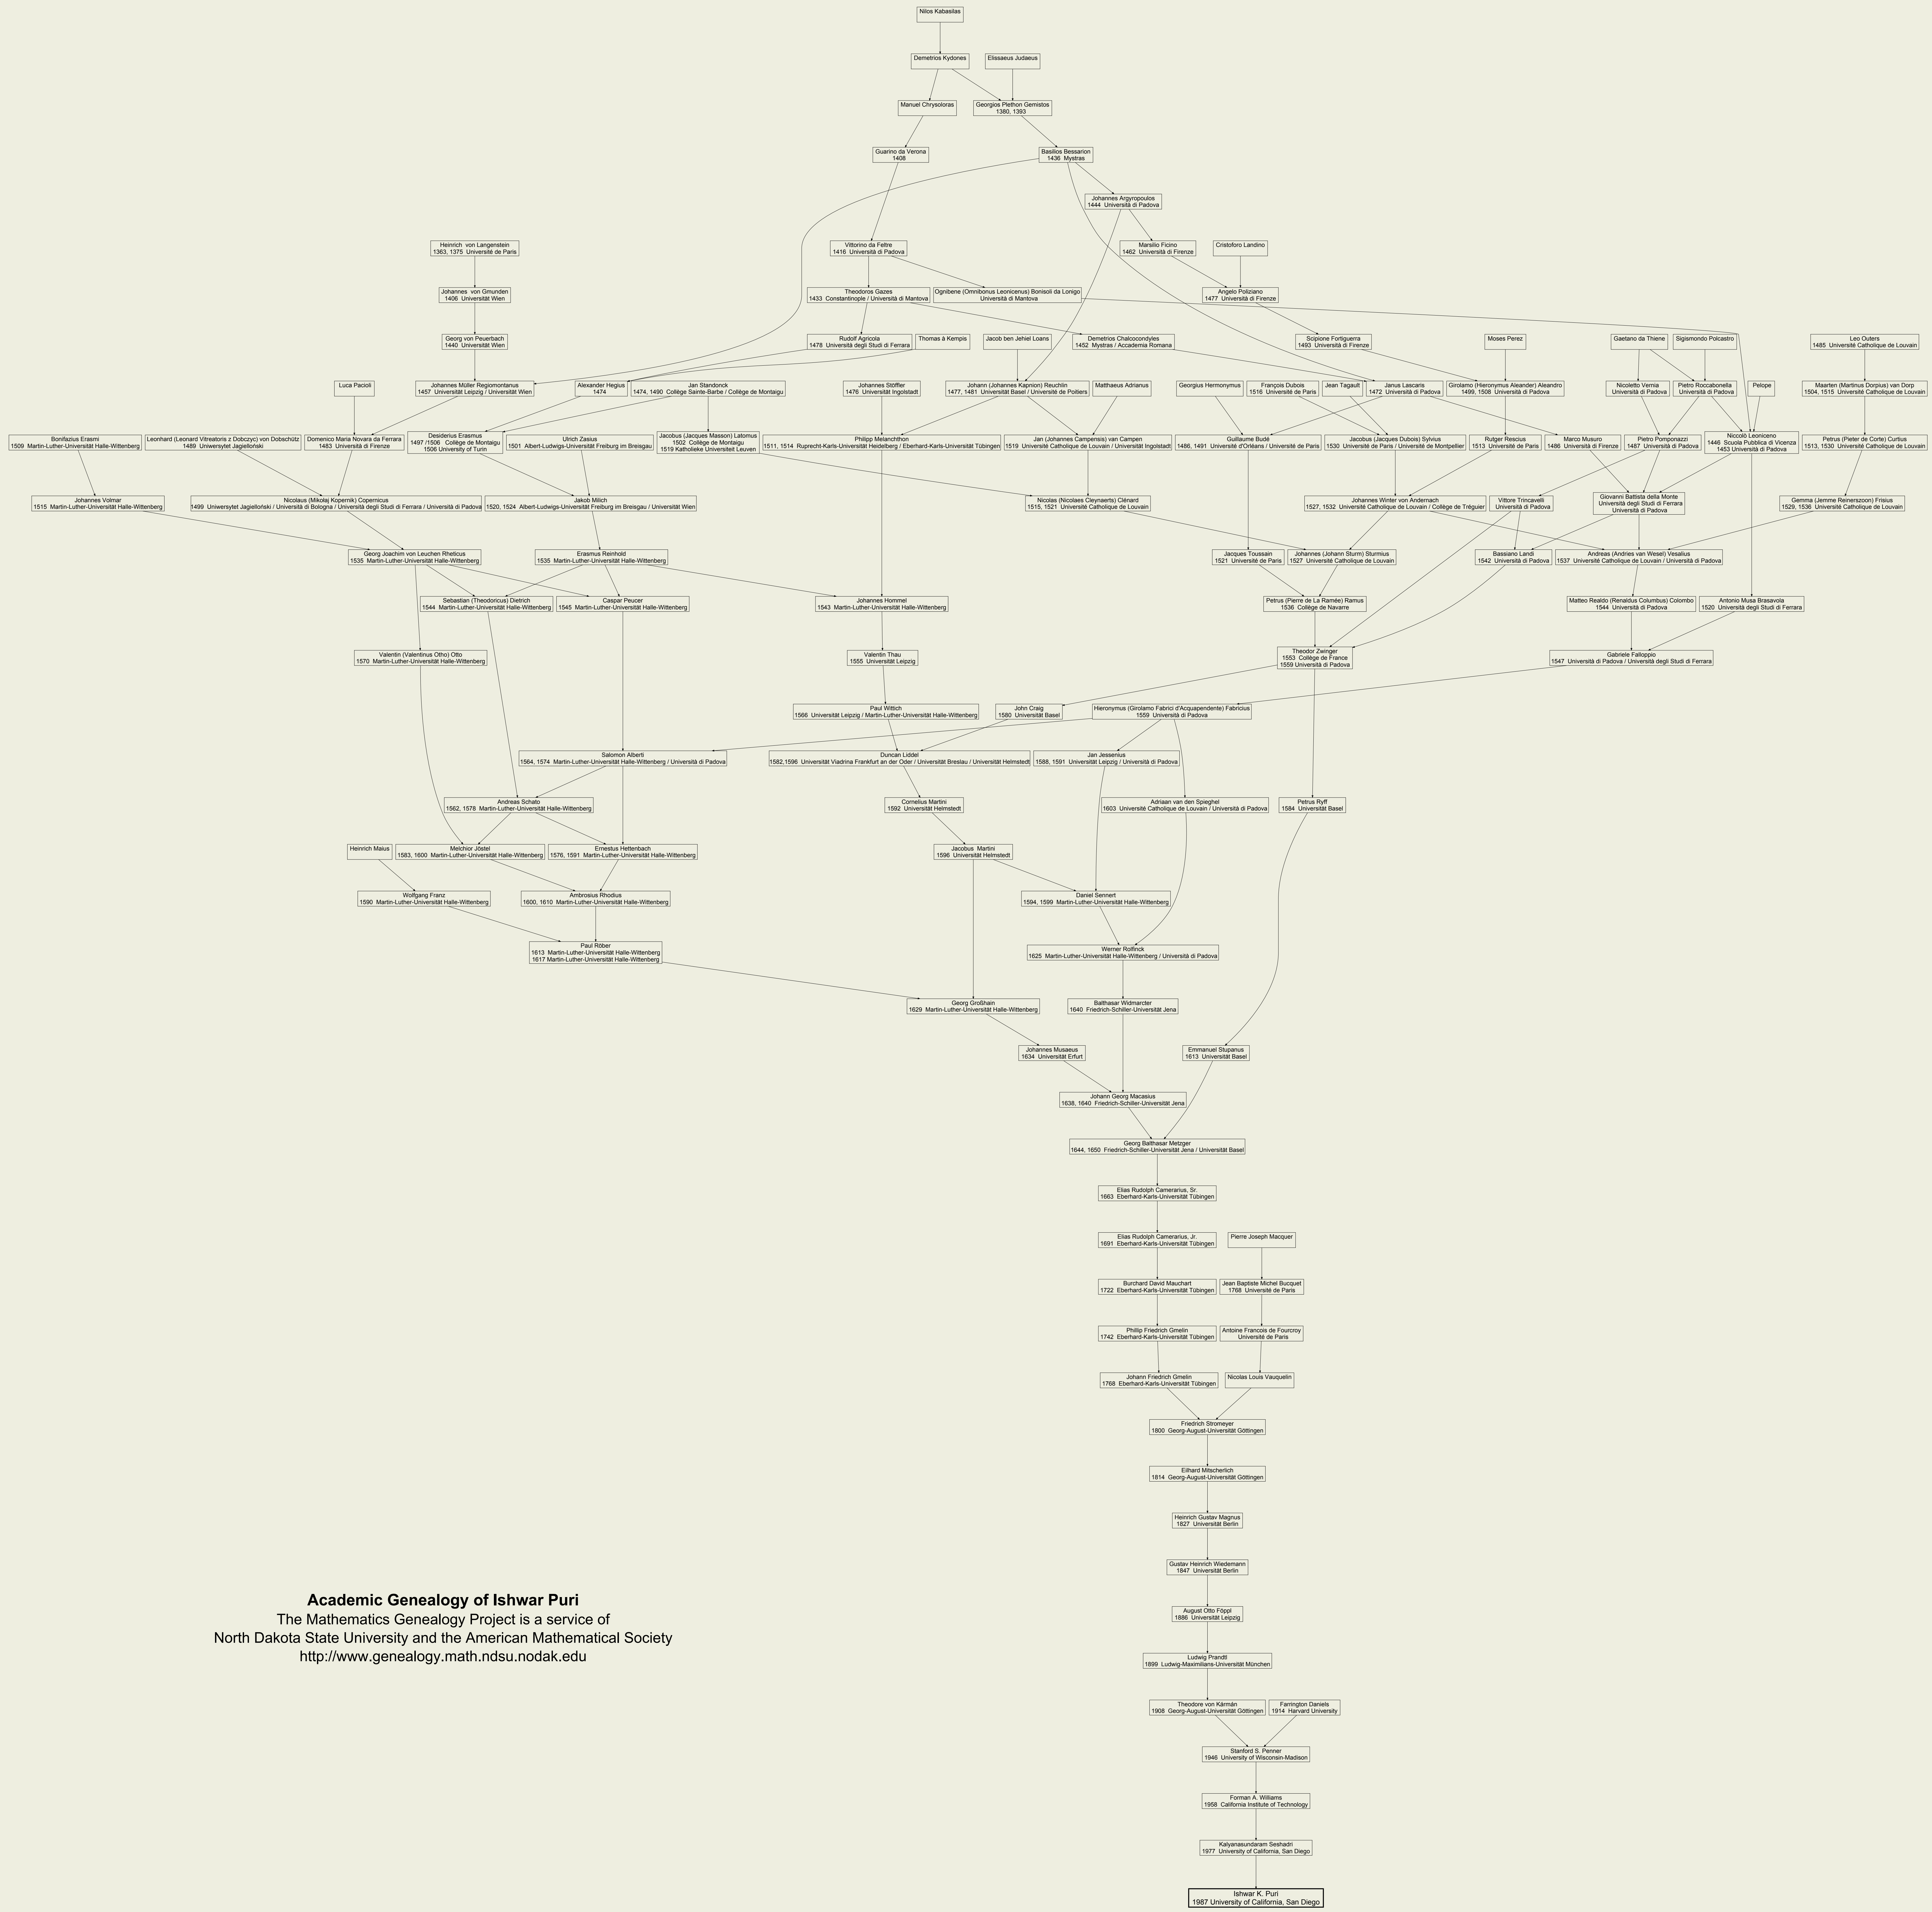 Nilos Kabasilas
Demetrios Kydones
Elissaeus Judaeus
Manuel Chrysoloras
Georgios Plethon Gemistos
1380, 1393
Guarino da Verona
1408
Basilios Bessarion
1436 Mystras
Johannes Argyropoulos
1444 Università di Padova
Heinrich von Langenstein
1363, 1375 Université de Paris
Vittorino da Feltre
1416 Università di Padova
Marsilio Ficino
1462 Università di Firenze
Cristoforo Landino
Johannes von Gmunden
1406 Universität Wien
Theodoros Gazes
1433 Constantinople / Università di Mantova
Ognibene (Omnibonus Leonicenus) Bonisoli da Lonigo
Università di Mantova
Angelo Poliziano
1477 Università di Firenze
Georg von Peuerbach
1440 Universität Wien
Rudolf Agricola
1478 Università degli Studi di Ferrara
Thomas à Kempis
Jacob ben Jehiel Loans
Demetrios Chalcocondyles
1452 Mystras / Accademia Romana
Scipione Fortiguerra
1493 Università di Firenze
Moses Perez
Gaetano da Thiene
Sigismondo Polcastro
Leo Outers
1485 Université Catholique de Louvain
Luca Pacioli
Johannes Müller Regiomontanus
1457 Universität Leipzig / Universität Wien
Alexander Hegius
1474
Jan Standonck
1474, 1490 Collège Sainte-Barbe / Collège de Montaigu
Johannes Stöffler
1476 Universität Ingolstadt
Johann (Johannes Kapnion) Reuchlin
1477, 1481 Universität Basel / Université de Poitiers
Matthaeus Adrianus
Georgius Hermonymus
François Dubois
1516 Université de Paris
Jean Tagault
Janus Lascaris
1472 Università di Padova
Girolamo (Hieronymus Aleander) Aleandro
1499, 1508 Università di Padova
Nicoletto Vernia
Università di Padova
Pietro Roccabonella
Università di Padova
Pelope
Maarten (Martinus Dorpius) van Dorp
1504, 1515 Université Catholique de Louvain
Bonifazius Erasmi
1509 Martin-Luther-Universität Halle-Wittenberg
Leonhard (Leonard Vitreatoris z Dobczyc) von Dobschütz
1489 Uniwersytet Jagielloński
Domenico Maria Novara da Ferrara
1483 Università di Firenze
Desiderius Erasmus
1497 /1506 Collège de Montaigu
1506 University of Turin
Ulrich Zasius
1501 Albert-Ludwigs-Universität Freiburg im Breisgau
Jacobus (Jacques Masson) Latomus
1502 Collège de Montaigu
1519 Katholieke Universiteit Leuven
Philipp Melanchthon
1511, 1514 Ruprecht-Karls-Universität Heidelberg / Eberhard-Karls-Universität Tübingen
Jan (Johannes Campensis) van Campen
1519 Université Catholique de Louvain / Universität Ingolstadt
Guillaume Budé
1486, 1491 Université d'Orléans / Université de Paris
Jacobus (Jacques Dubois) Sylvius
1530 Université de Paris / Université de Montpellier
Rutger Rescius
1513 Université de Paris
Marco Musuro
1486 Università di Firenze
Pietro Pomponazzi
1487 Università di Padova
Niccolò Leoniceno
1446 Scuola Pubblica di Vicenza
1453 Università di Padova
Petrus (Pieter de Corte) Curtius
1513, 1530 Université Catholique de Louvain
Johannes Volmar
1515 Martin-Luther-Universität Halle-Wittenberg
Nicolaus (Mikołaj Kopernik) Copernicus
1499 Uniwersytet Jagielloński / Università di Bologna / Università degli Studi di Ferrara / Università di Padova
Jakob Milich
1520, 1524 Albert-Ludwigs-Universität Freiburg im Breisgau / Universität Wien
Nicolas (Nicolaes Cleynaerts) Clénard
1515, 1521 Université Catholique de Louvain
Johannes Winter von Andernach
1527, 1532 Université Catholique de Louvain / Collège de Tréguier
Vittore Trincavelli
Università di Padova
Giovanni Battista della Monte
Università degli Studi di Ferrara
Università di Padova
Gemma (Jemme Reinerszoon) Frisius
1529, 1536 Université Catholique de Louvain
Georg Joachim von Leuchen Rheticus
1535 Martin-Luther-Universität Halle-Wittenberg
Erasmus Reinhold
1535 Martin-Luther-Universität Halle-Wittenberg
Jacques Toussain
1521 Université de Paris
Johannes (Johann Sturm) Sturmius
1527 Université Catholique de Louvain
Bassiano Landi
1542 Università di Padova
Andreas (Andries van Wesel) Vesalius
1537 Université Catholique de Louvain / Università di Padova
Sebastian (Theodoricus) Dietrich
1544 Martin-Luther-Universität Halle-Wittenberg
Caspar Peucer
1545 Martin-Luther-Universität Halle-Wittenberg
Johannes Hommel
1543 Martin-Luther-Universität Halle-Wittenberg
Petrus (Pierre de La Ramée) Ramus
1536 Collège de Navarre
Matteo Realdo (Renaldus Columbus) Colombo
1544 Università di Padova
Antonio Musa Brasavola
1520 Università degli Studi di Ferrara
Valentin (Valentinus Otho) Otto
1570 Martin-Luther-Universität Halle-Wittenberg
Valentin Thau
1555 Universität Leipzig
Theodor Zwinger
1553 Collège de France
1559 Università di Padova
Gabriele Falloppio
1547 Università di Padova / Università degli Studi di Ferrara
Paul Wittich
1566 Universität Leipzig / Martin-Luther-Universität Halle-Wittenberg
John Craig
1580 Universität Basel
Hieronymus (Girolamo Fabrici d'Acquapendente) Fabricius
1559 Università di Padova
Salomon Alberti
1564, 1574 Martin-Luther-Universität Halle-Wittenberg / Università di Padova
Duncan Liddel
1582,1596 Universität Viadrina Frankfurt an der Oder / Universität Breslau / Universität Helmstedt
Jan Jessenius
1588, 1591 Universität Leipzig / Università di Padova
Andreas Schato
1562, 1578 Martin-Luther-Universität Halle-Wittenberg
Cornelius Martini
1592 Universität Helmstedt
Adriaan van den Spieghel
1603 Université Catholique de Louvain / Università di Padova
Petrus Ryff
1584 Universität Basel
Heinrich Maius
Melchior Jöstel
1583, 1600 Martin-Luther-Universität Halle-Wittenberg
Ernestus Hettenbach
1576, 1591 Martin-Luther-Universität Halle-Wittenberg
Jacobus Martini
1596 Universität Helmstedt
Wolfgang Franz
1590 Martin-Luther-Universität Halle-Wittenberg
Ambrosius Rhodius
1600, 1610 Martin-Luther-Universität Halle-Wittenberg
Daniel Sennert
1594, 1599 Martin-Luther-Universität Halle-Wittenberg
Paul Röber
1613 Martin-Luther-Universität Halle-Wittenberg
1617 Martin-Luther-Universität Halle-Wittenberg
Werner Rolfinck
1625 Martin-Luther-Universität Halle-Wittenberg / Università di Padova
Georg Großhain
1629 Martin-Luther-Universität Halle-Wittenberg
Balthasar Widmarcter
1640 Friedrich-Schiller-Universität Jena
Johannes Musaeus
1634 Universität Erfurt
Emmanuel Stupanus
1613 Universität Basel
Johann Georg Macasius
1638, 1640 Friedrich-Schiller-Universität Jena
Georg Balthasar Metzger
1644, 1650 Friedrich-Schiller-Universität Jena / Universität Basel
Elias Rudolph Camerarius, Sr.
1663 Eberhard-Karls-Universität Tübingen
Elias Rudolph Camerarius, Jr.
1691 Eberhard-Karls-Universität Tübingen
Pierre Joseph Macquer
Burchard David Mauchart
1722 Eberhard-Karls-Universität Tübingen
Jean Baptiste Michel Bucquet
1768 Université de Paris
Phillip Friedrich Gmelin
1742 Eberhard-Karls-Universität Tübingen
Antoine Francois de Fourcroy
Université de Paris
Johann Friedrich Gmelin
1768 Eberhard-Karls-Universität Tübingen
Nicolas Louis Vauquelin
Friedrich Stromeyer
1800 Georg-August-Universität Göttingen
Eilhard Mitscherlich
1814 Georg-August-Universität Göttingen
Heinrich Gustav Magnus
1827 Universität Berlin
Gustav Heinrich Wiedemann
1847 Universität Berlin
Academic Genealogy of Ishwar Puri
The Mathematics Genealogy Project is a service of
North Dakota State University and the American Mathematical Society
http://www.genealogy.math.ndsu.nodak.edu
August Otto Föppl
1886 Universität Leipzig
Ludwig Prandtl
1899 Ludwig-Maximilians-Universität München
Theodore von Kármán
1908 Georg-August-Universität Göttingen
Farrington Daniels
1914 Harvard University
Stanford S. Penner
1946 University of Wisconsin-Madison
Forman A. Williams
1958 California Institute of Technology
Kalyanasundaram Seshadri
1977 University of California, San Diego
Ishwar K. Puri
1987 University of California, San Diego